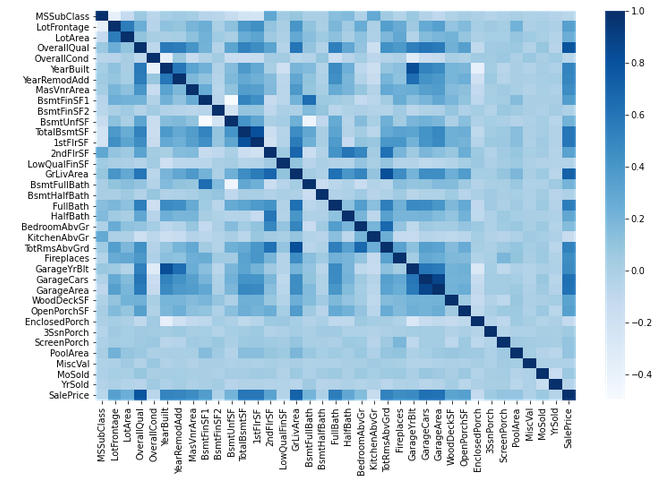 MSSubClass
LotFrontage
LotArea
OverallQual
OverallCond
YearBuilt
YearRemodAdd
MasVnrArea
BsmtFinSF1
BsmtFinSF2
BsmtUnfSF
TotalBsmtSF
1stFlrSF
2ndFlrSF
LowQualFinSF
GrLivArea
BsmtFullBath
BsmtHalfBath
FullBath
HalfBath
BedroomAbvGr
KitchenAbvGr
TotRmsAbvGrd
Fireplaces
GarageYrBlt
GarageCars
GarageArea
WoodDeckSF
OpenPorchSF
EnclosedPorch
3SsnPorch
ScreenPorch
PoolArea
MiscVal
MoSold
YrSold
SalePrice
MSSubClass
LotFrontage
LotArea
OverallQual
OverallCond
YearBuilt
YearRemodAdd
MasVnrArea
BsmtFinSF1
BsmtFinSF2
BsmtUnfSF
TotalBsmtSF
1stFlrSF
2ndFlrSF
LowQualFinSF
GrLivArea
BsmtFullBath
BsmtHalfBath
FullBath
HalfBath
BedroomAbvGr
KitchenAbvGr
TotRmsAbvGrd
Fireplaces
GarageYrBlt
GarageCars
GarageArea
WoodDeckSF
OpenPorchSF
EnclosedPorch
3SsnPorch
ScreenPorch
PoolArea
MiscVal
MoSold
YrSold
SalePrice
1.0
0.8
0.6
0.4
0.2
0.0
−0.2
−0.4